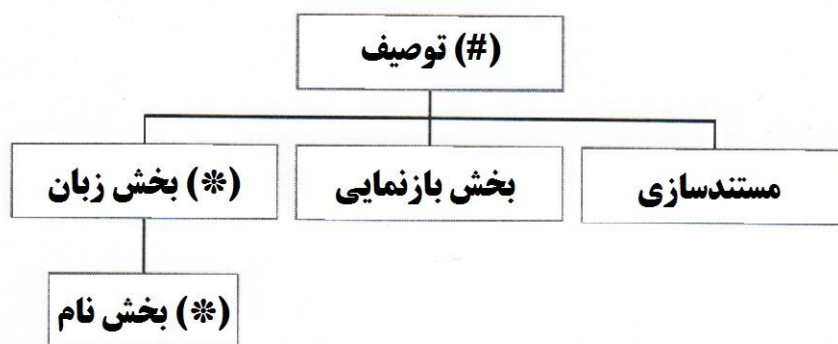 (#) توصیف
مستندسازی
بخش بازنمایی
(*) بخش زبان
(*) بخش نام